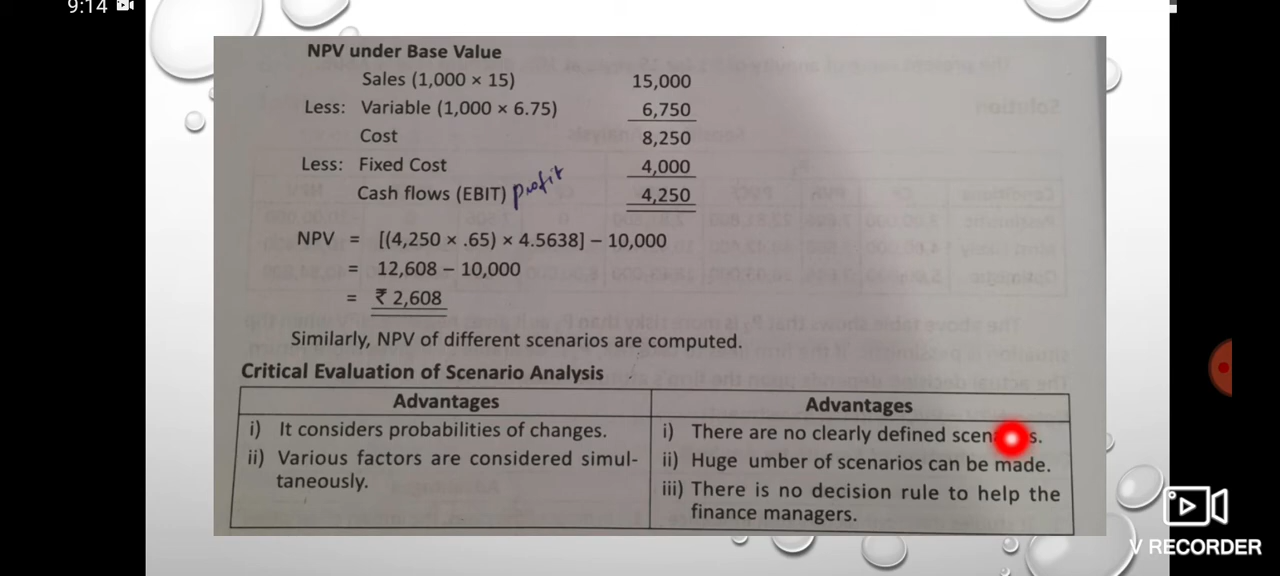 9:14
NPV under Base Value
Sales (1,000 × 15) 15,000
Less: Variable (1,000 × 6.75) 6,750
Cost 8,250
Less: Fixed Cost 4,000
Cash flows (EBIT) profit 4,250
NPV = [(4,250 × .65) × 4.5638] – 10,000
= 12,608 – 10,000
= ₹ 2,608
Similarly, NPV of different scenarios are computed.
Critical Evaluation of Scenario Analysis
Advantages
i) It considers probabilities of changes.
ii) Various factors are considered simul-
taneously.
Advantages
i) There are no clearly defined
ii) Huge umber of scenarios can be made.
iii) There is no decision rule to help the
finance managers.
V RECORDER